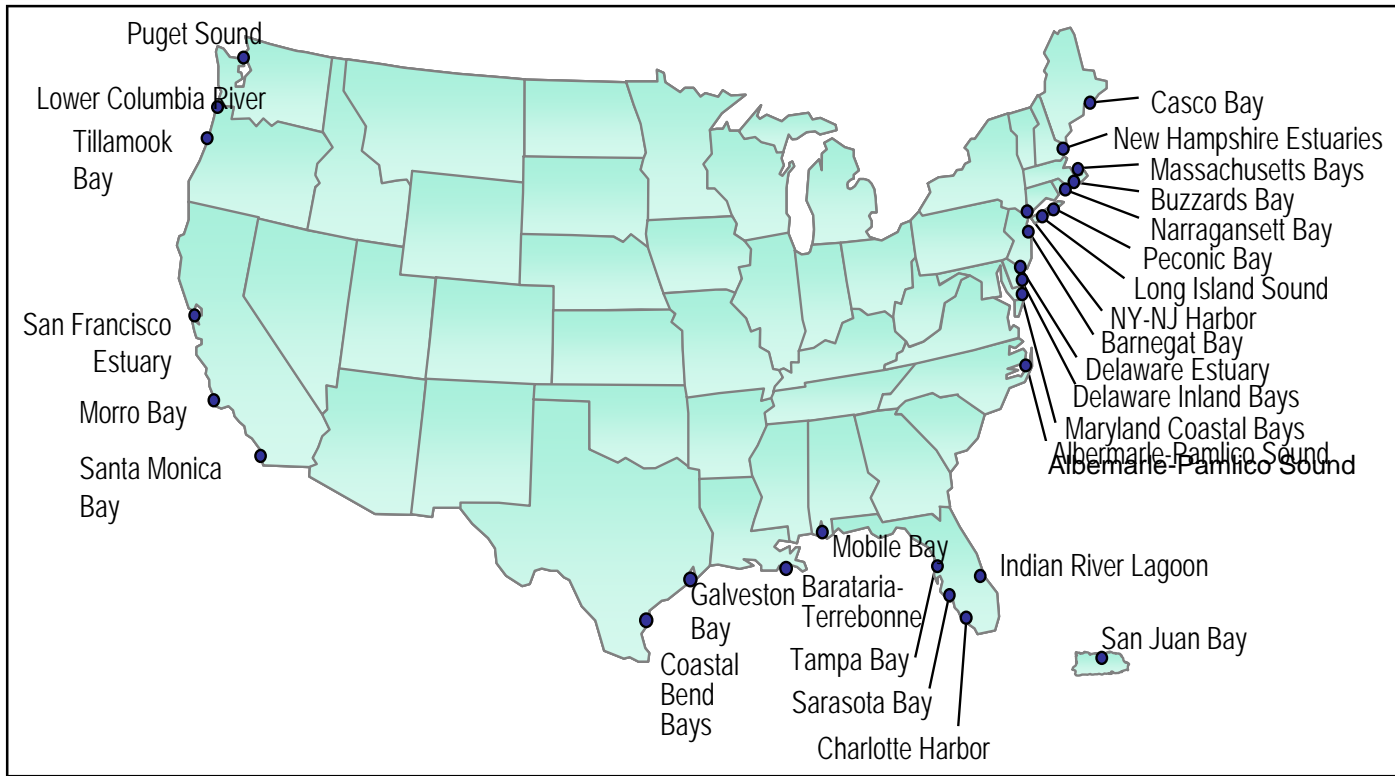 Puget Sound
Lower Columbia River
Tillamook
Bay
San Francisco
Estuary
Morro Bay
Santa Monica
Bay
Casco Bay
New Hampshire Estuaries
Massachusetts Bays
Buzzards Bay
Narragansett Bay
Peconic Bay
Long Island Sound
NY-NJ Harbor
Barnegat Bay
Delaware Estuary
Delaware Inland Bays
Maryland Coastal Bays
Albermarle-Pamlico Sound
Albemarle-Pamlico Sound
Mobile Bay
Indian River Lagoon
Galveston
Bay
Barataria-
Terrebonne
Coastal
Bend
Bays
Tampa Bay
Sarasota Bay
Charlotte Harbor
San Juan Bay